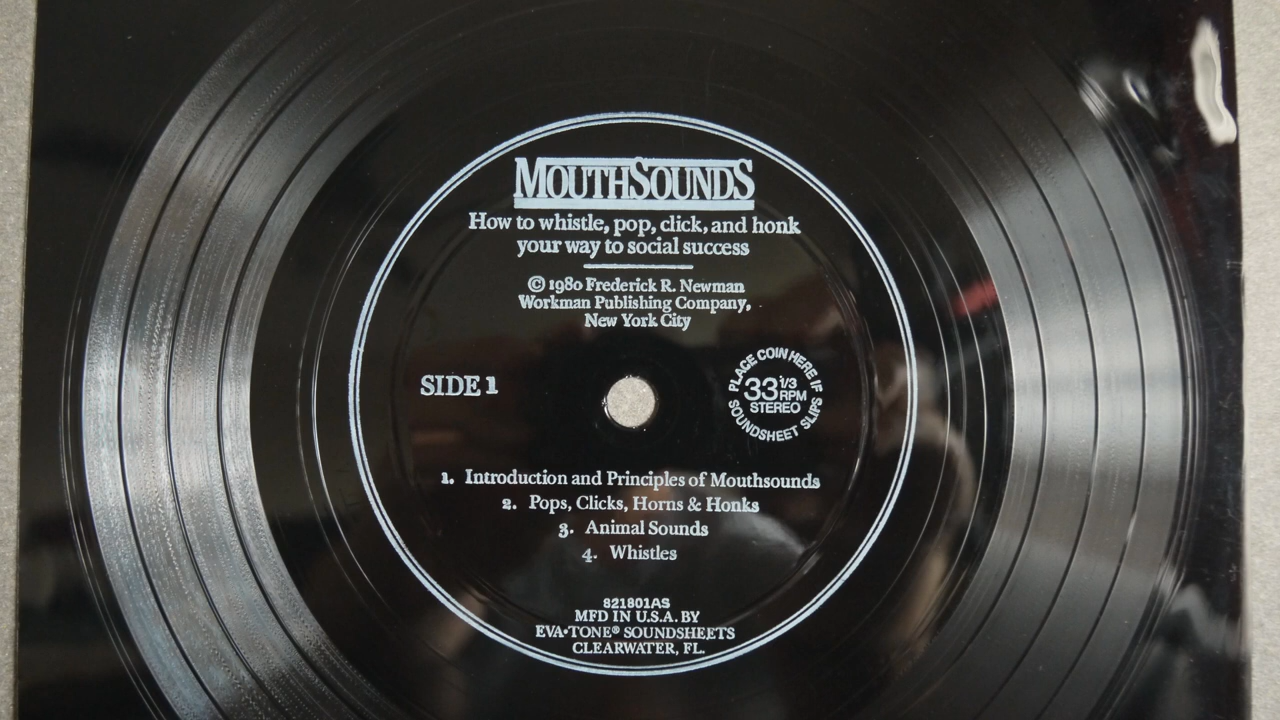 MOUTHSOUNDS
How to whistle, pop, click, and honk
your way to social success
© 1980 Frederick R. Newman
Workman Publishing Company,
New York City
SIDE 1
PLACE COIN HERE IF
33 1/3
RPM
STEREO
SOUNDSHEET SLIPS
1. Introduction and Principles of Mouthsounds
2. Pops, Clicks, Horns & Honks
3. Animal Sounds
4. Whistles
821801AS
MFD IN U.S.A. BY
EVA•TONE® SOUNDSHEETS
CLEARWATER, FL.